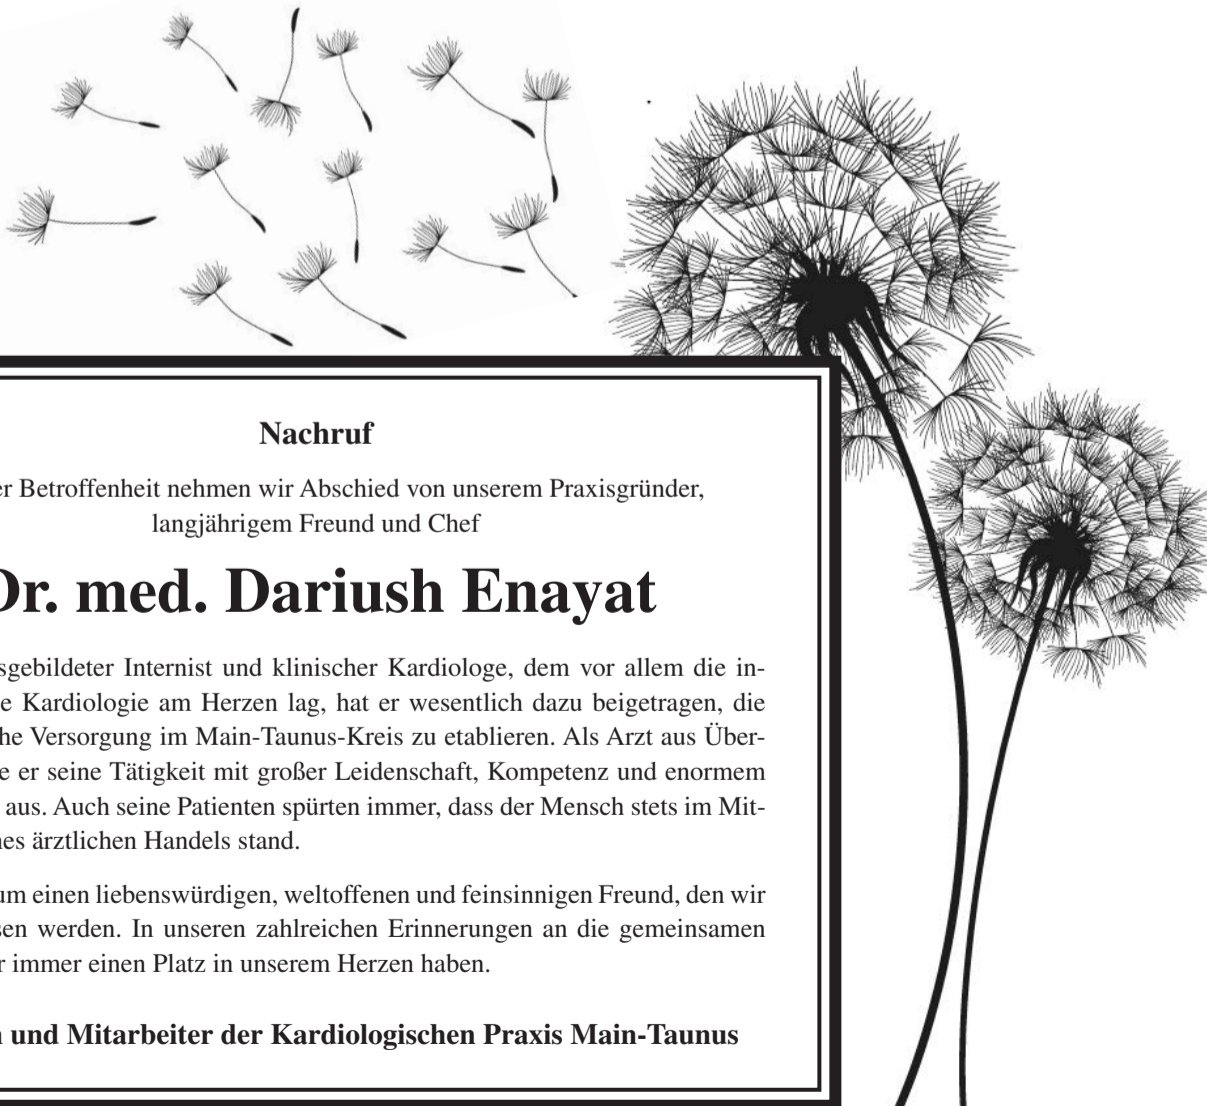 Nachruf
er Betroffenheit nehmen wir Abschied von unserem Praxisgründer,
langjährigem Freund und Chef
Dr. med. Dariush Enayat
sgebildeter Internist und klinischer Kardiologe, dem vor allem die in-
e Kardiologie am Herzen lag, hat er wesentlich dazu beigetragen, die
he Versorgung im Main-Taunus-Kreis zu etablieren. Als Arzt aus Über-
e er seine Tätigkeit mit großer Leidenschaft, Kompetenz und enormem
aus. Auch seine Patienten spürten immer, dass der Mensch stets im Mit-
nes ärztlichen Handels stand.
um einen liebenswürdigen, weltoffenen und feinsinnigen Freund, den wir
sen werden. In unseren zahlreichen Erinnerungen an die gemeinsamen
r immer einen Platz in unserem Herzen haben.
n und Mitarbeiter der Kardiologischen Praxis Main-Taunus